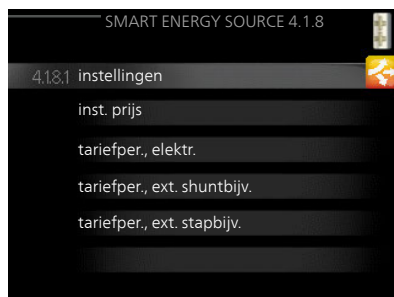 SMART ENERGY SOURCE 4.1.8
4.1.8.1 instellingen
inst. prijs
tariefper., elektr.
tariefper., ext. shuntbijv.
tariefper., ext. stapbijv.